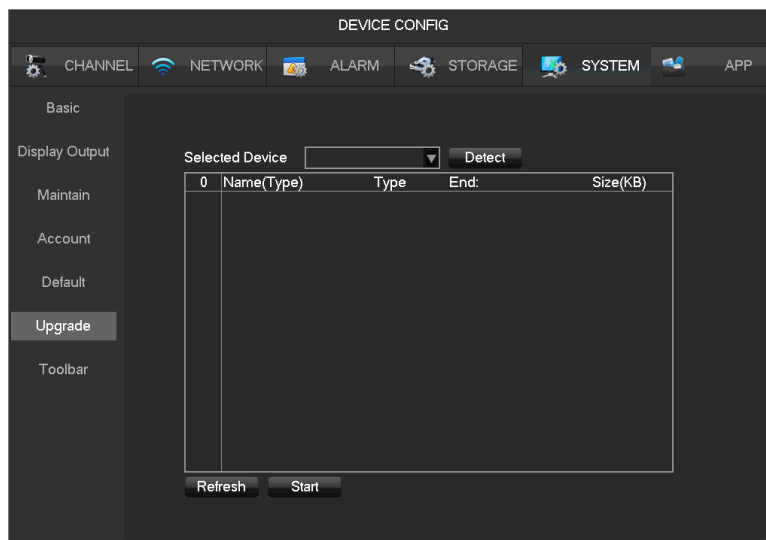 DEVICE CONFIG
CHANNEL NETWORK ALARM STORAGE SYSTEM APP
Basic
Display Output
Maintain
Account
Default
Upgrade
Toolbar
Selected Device Detect
0 Name(Type) Type End: Size(KB)
Refresh Start